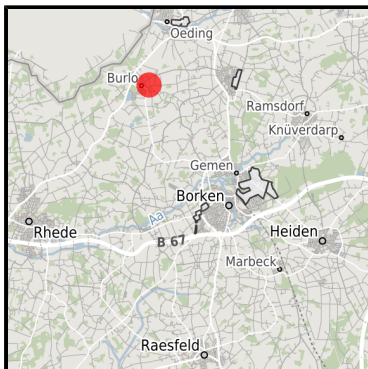 Oeding
Burlo
Ramsdorf
Knüverdarp
Gemen
Borken
Aa
Rhede
B 67
Heiden
Marbeck
Raesfeld